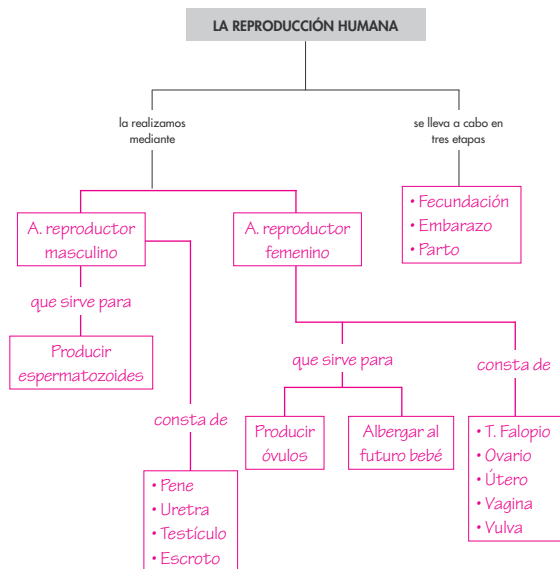 LA REPRODUCCIÓN HUMANA
la realizamos
mediante
se lleva a cabo en
tres etapas
• Fecundación
• Embarazo
• Parto
A. reproductor
masculino
A. reproductor
femenino
que sirve para
Producir
espermatozoides
que sirve para
consta de
consta de
Producir
óvulos
Albergar al
futuro bebé
• T. Falopio
• Ovario
• Útero
• Vagina
• Vulva
• Pene
• Uretra
• Testículo
• Escroto